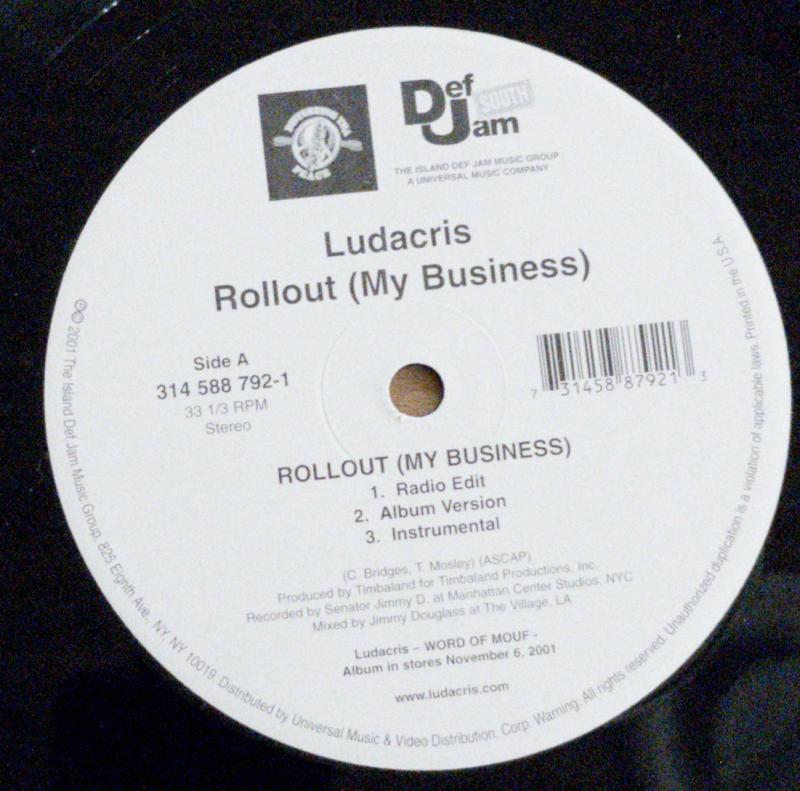 DISTURBING THA
PEACE
Def
Jam
SOUTH
THE ISLAND DEF JAM MUSIC GROUP
A UNIVERSAL MUSIC COMPANY
Ludacris
Rollout (My Business)
Side A
314 588 792-1
33 1/3 RPM
Stereo
7 31458 87921 3
ROLLOUT (MY BUSINESS)
1. Radio Edit
2. Album Version
3. Instrumental
(C. Bridges, T. Mosley) (ASCAP)
Produced by Timbaland for Timbaland Productions, Inc.
Recorded by Senator Jimmy D. at Manhattan Center Studios, NYC
Mixed by Jimmy Douglass at The Village, LA
Ludacris – WORD OF MOUF -
Album in stores November 6, 2001
www.ludacris.com
℗© 2001 The Island Def Jam Music Group, 825 Eighth Ave., NY, NY 10019. Distributed by Universal Music & Video Distribution, Corp. Warning. All rights reserved. Unauthorized duplication is a violation of applicable laws. Printed in the U.S.A.